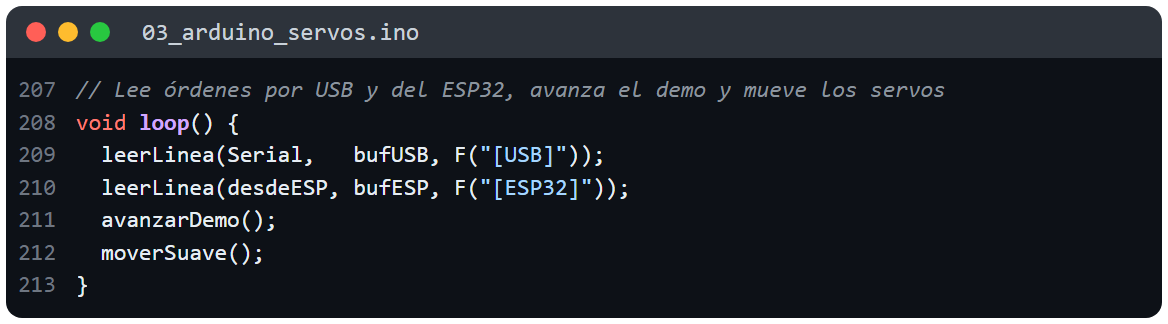 03_arduino_servos.ino
207 // Lee órdenes por USB y del ESP32, avanza el demo y mueve los servos
208 void loop() {
209   leerLinea(Serial,   bufUSB, F("[USB]"));
210   leerLinea(desdeESP, bufESP, F("[ESP32]"));
211   avanzarDemo();
212   moverSuave();
213 }